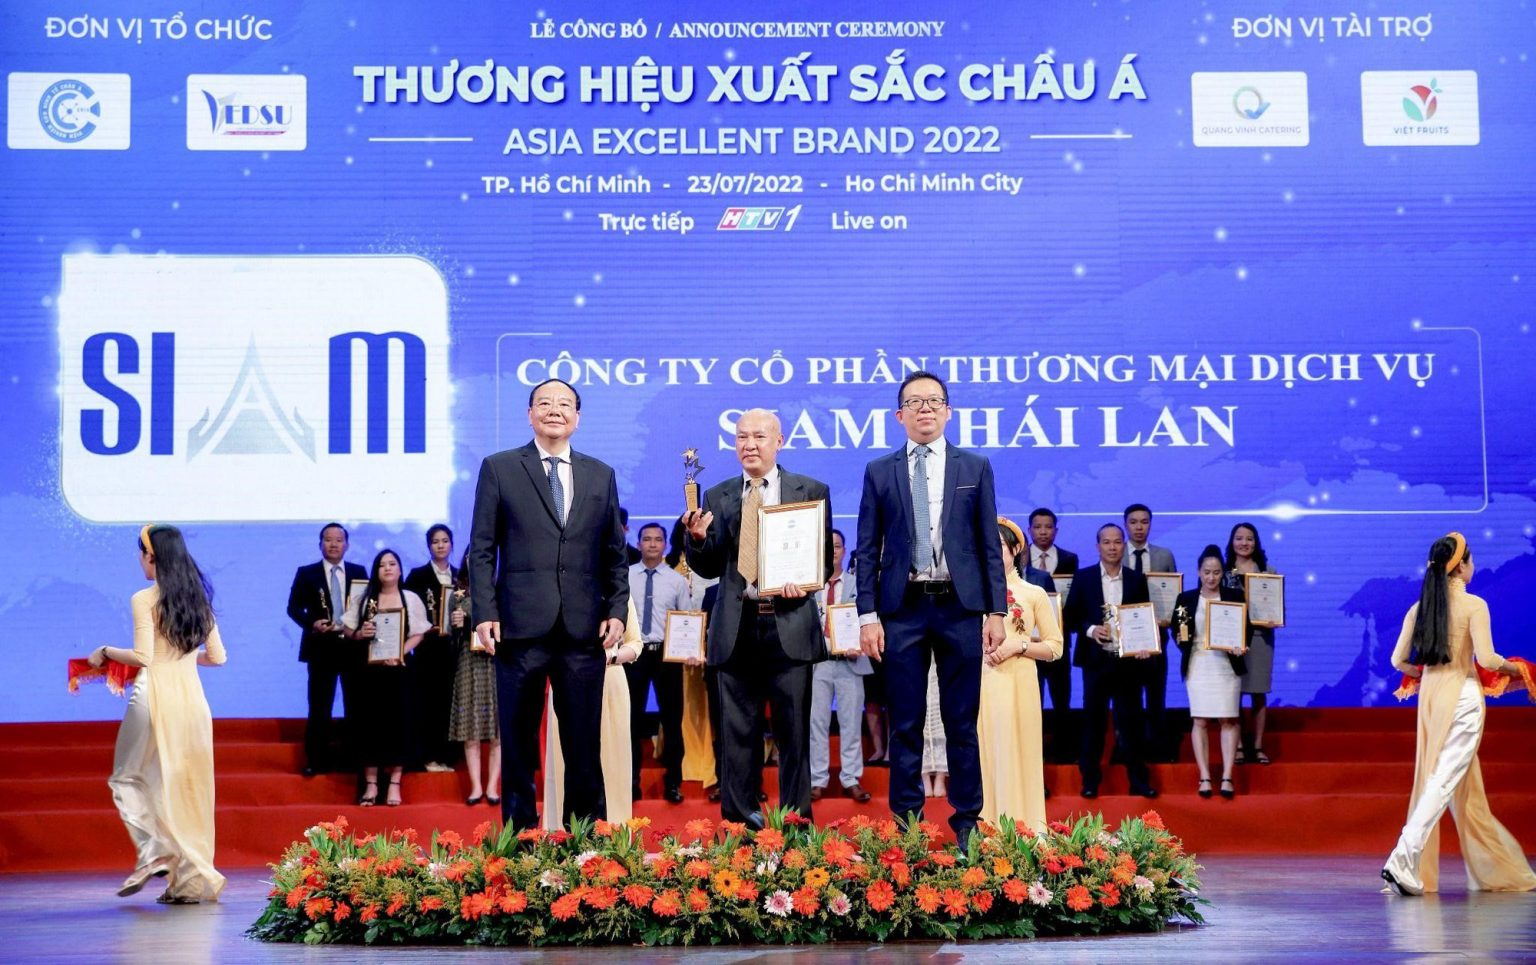 ĐƠN VỊ TỔ CHỨC
LỄ CÔNG BỐ / ANNOUNCEMENT CEREMONY
ĐƠN VỊ TÀI TRỢ
THƯƠNG HIỆU XUẤT SẮC CHÂU Á
VEDSU
QUANG VINH CATERING
VIỆT FRUITS
ASIA EXCELLENT BRAND 2022
TP. Hồ Chí Minh - 23/07/2022 - Ho Chi Minh City
Trực tiếp HTV1 Live on
SIAM
CÔNG TY CỔ PHẦN THƯƠNG MẠI DỊCH VỤ
SIAM THÁI LAN